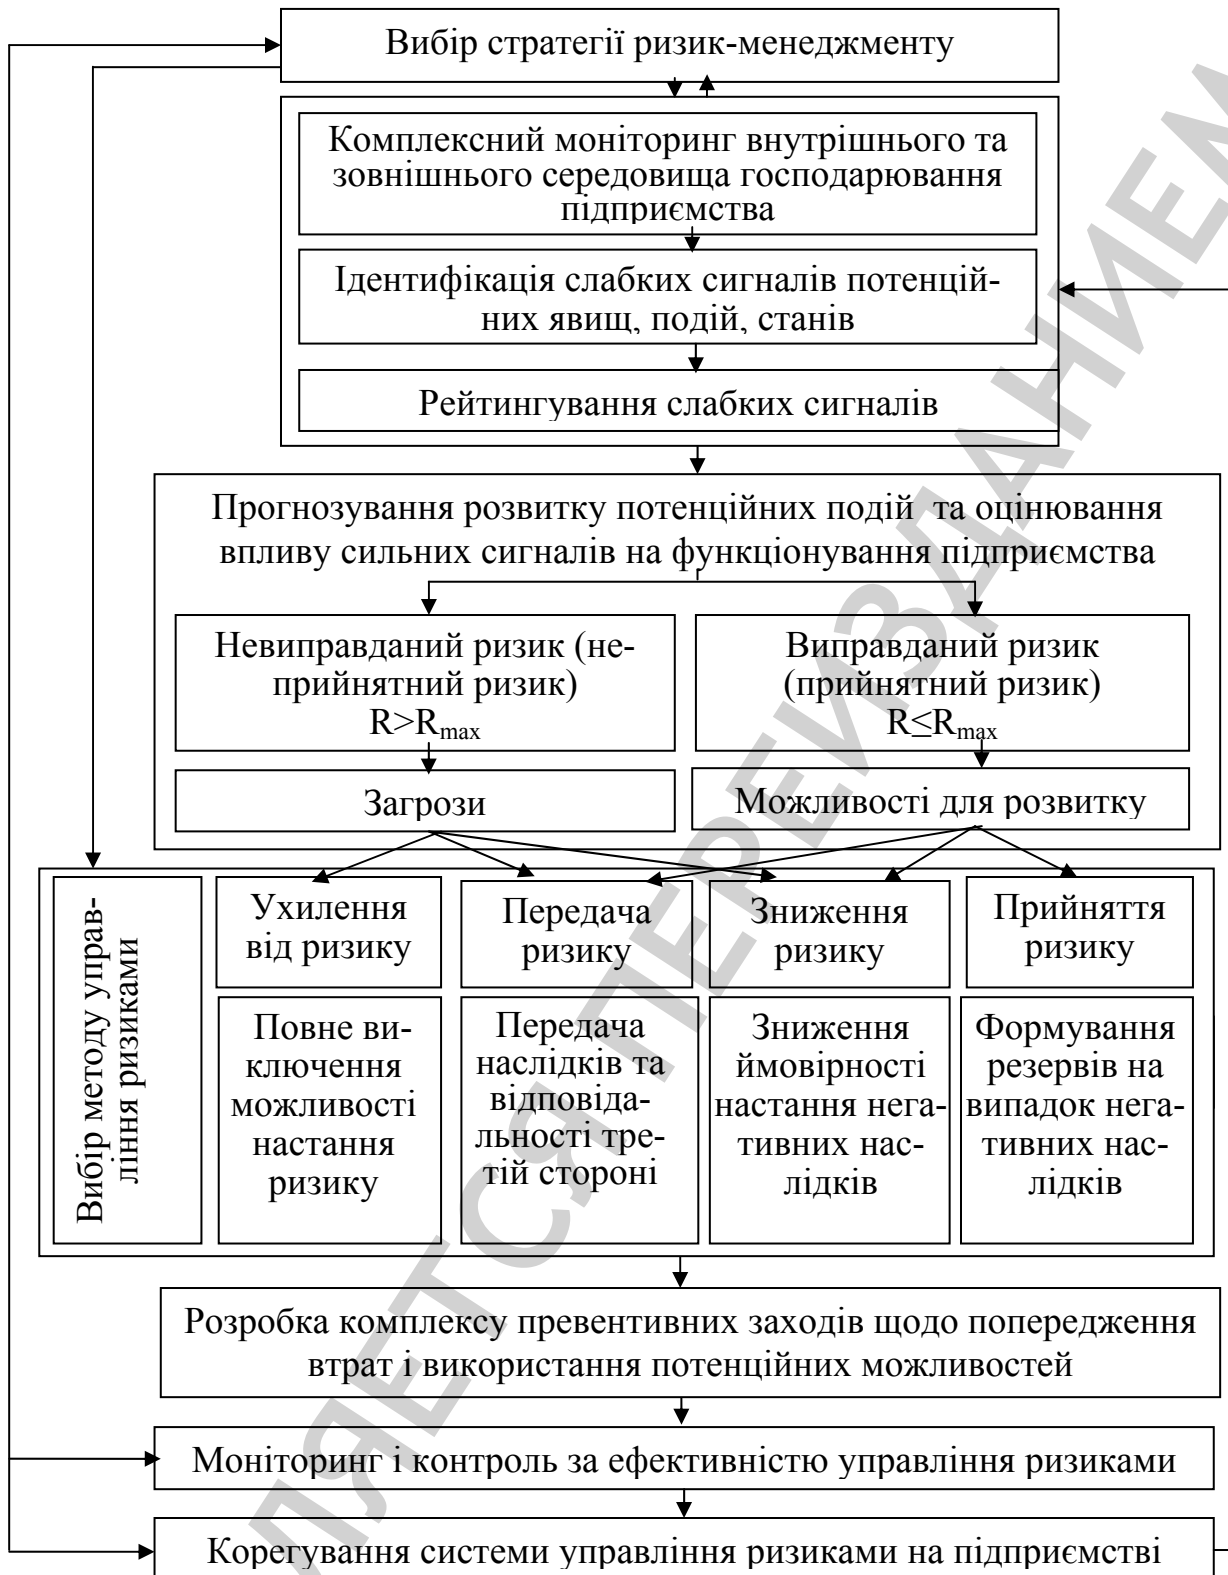 Вибір стратегії ризик-менеджменту
Комплексний моніторинг внутрішнього та
зовнішнього середовища господарювання
підприємства
Ідентифікація слабких сигналів потенцій-
них явищ, подій, станів
Рейтингування слабких сигналів
Прогнозування розвитку потенційних подій та оцінювання
впливу сильних сигналів на функціонування підприємства
Невиправданий ризик (не-
прийнятний ризик)
R>Rmax
Виправданий ризик
(прийнятний ризик)
R≤Rmax
Загрози
Можливості для розвитку
Вибір методу управ-
ління ризиками
Ухилення
від ризику
Передача
ризику
Зниження
ризику
Прийняття
ризику
Повне ви-
ключення
можливості
настання
ризику
Передача
наслідків та
відповіда-
льності тре-
тій стороні
Зниження
ймовірності
настання нега-
тивних нас-
лідків
Формування
резервів на
випадок нега-
тивних нас-
лідків
Розробка комплексу превентивних заходів щодо попередження
втрат і використання потенційних можливостей
Моніторинг і контроль за ефективністю управління ризиками
Корегування системи управління ризиками на підприємстві
ЛЯЕТСЯ ПЕРЕИЗДАНИЕМ